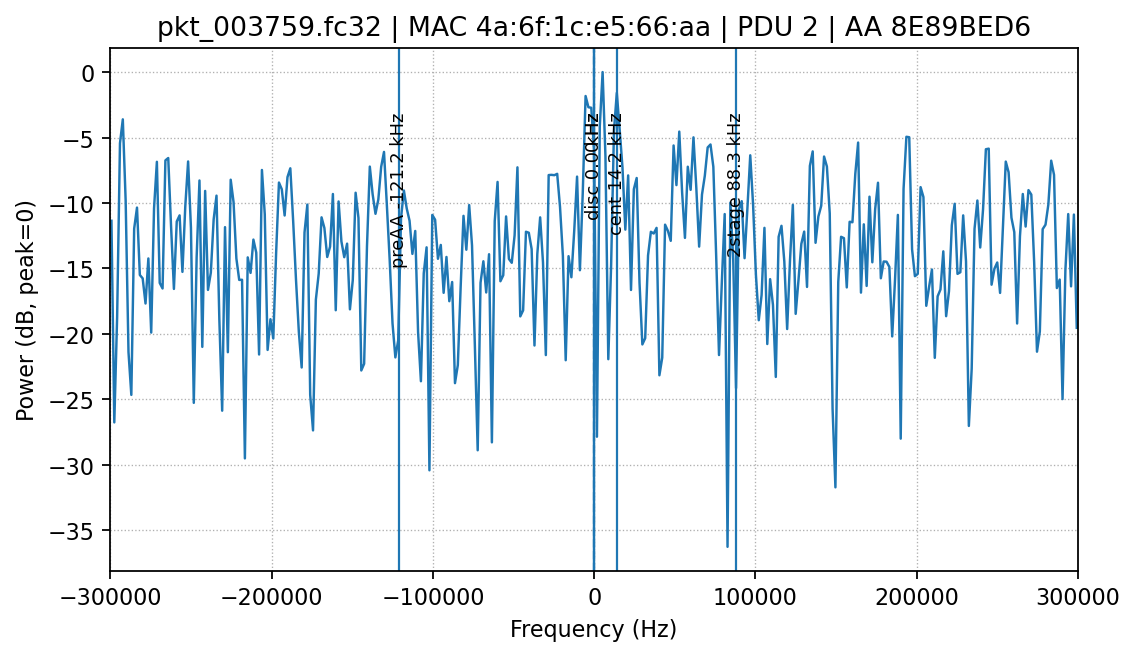 pkt_003759.fc32 | MAC 4a:6f:1c:e5:66:aa | PDU 2 | AA 8E89BED6
Power (dB, peak=0)
0
−5
−10
−15
−20
−25
−30
−35
preAA -121.2 kHz
disc 0.00kHz
cent 14.2 kHz
2stage 88.3 kHz
−300000
−200000
−100000
0
100000
200000
300000
Frequency (Hz)